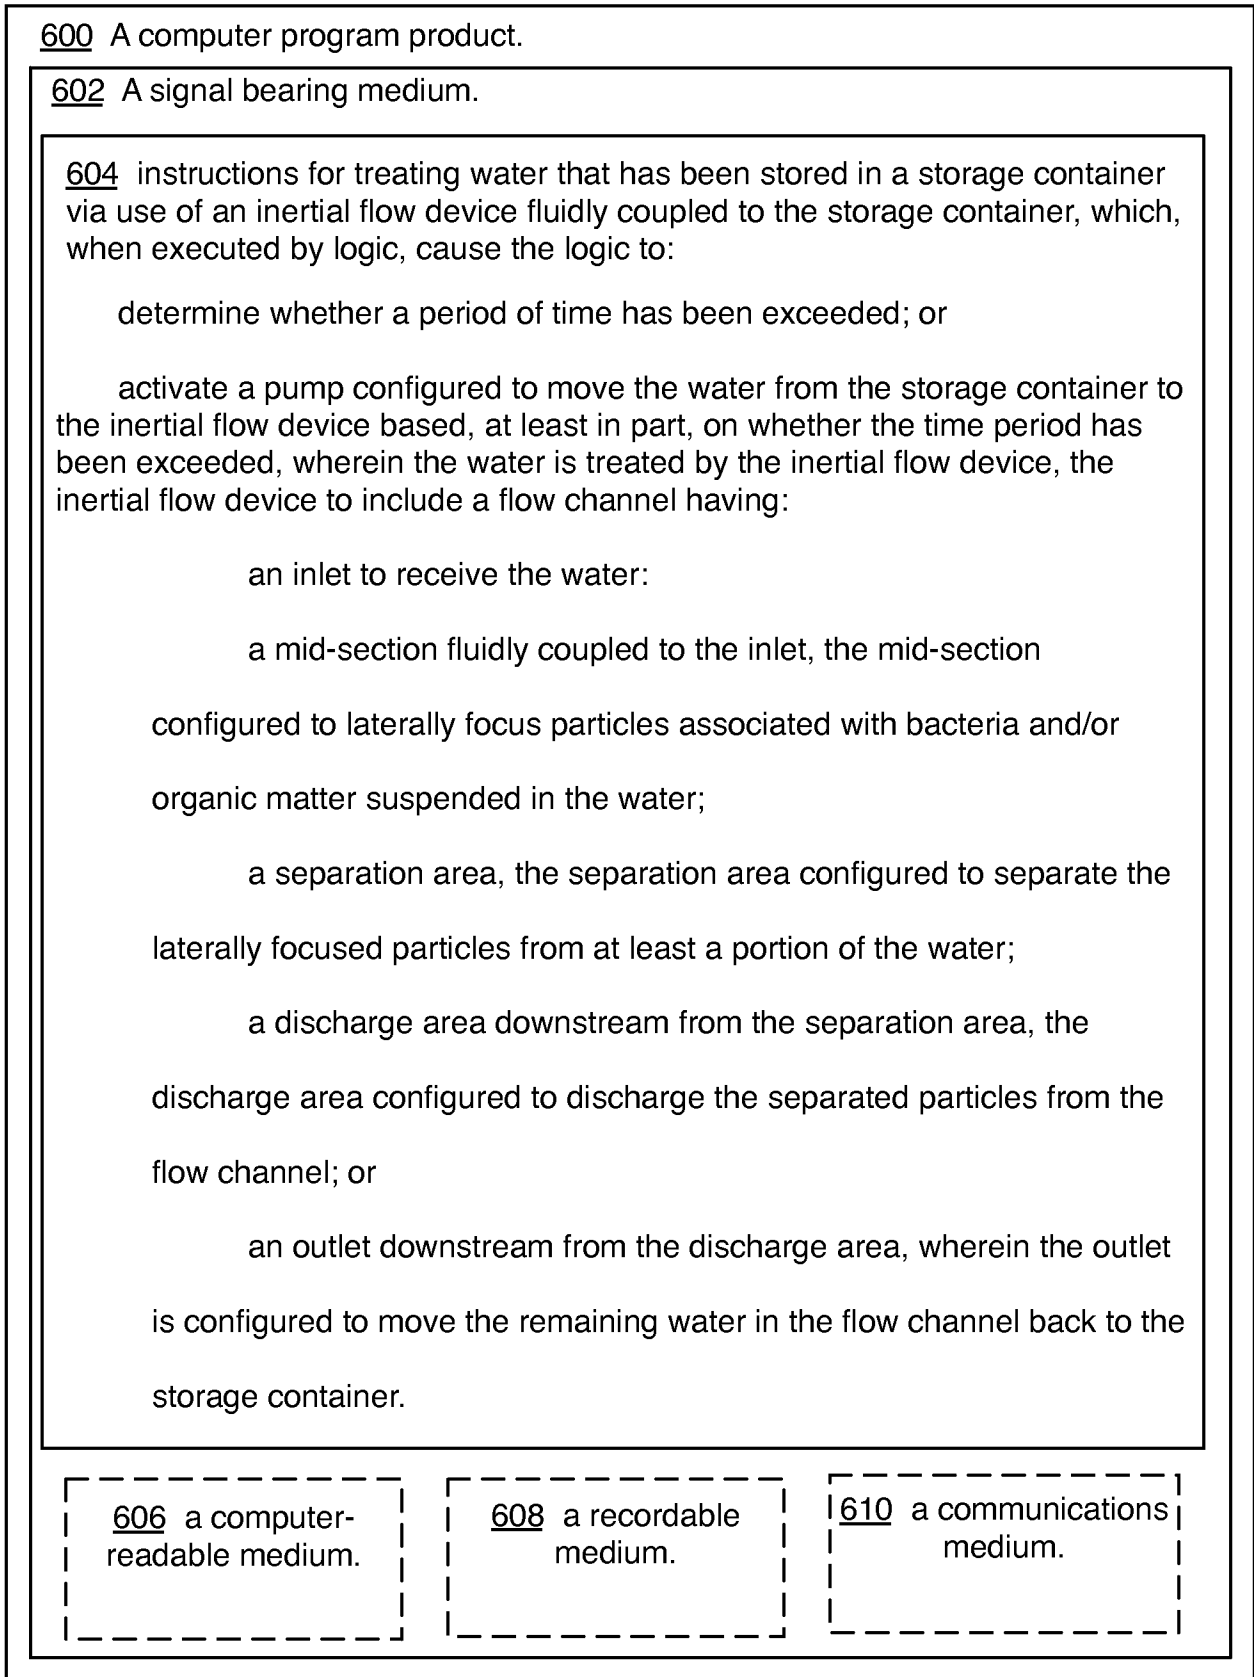 600 A computer program product.
602 A signal bearing medium.
604 instructions for treating water that has been stored in a storage container
via use of an inertial flow device fluidly coupled to the storage container, which,
when executed by logic, cause the logic to:
determine whether a period of time has been exceeded; or
activate a pump configured to move the water from the storage container to
the inertial flow device based, at least in part, on whether the time period has
been exceeded, wherein the water is treated by the inertial flow device, the
inertial flow device to include a flow channel having:
an inlet to receive the water:
a mid-section fluidly coupled to the inlet, the mid-section
configured to laterally focus particles associated with bacteria and/or
organic matter suspended in the water;
a separation area, the separation area configured to separate the
laterally focused particles from at least a portion of the water;
a discharge area downstream from the separation area, the
discharge area configured to discharge the separated particles from the
flow channel; or
an outlet downstream from the discharge area, wherein the outlet
is configured to move the remaining water in the flow channel back to the
storage container.
606 a computer-
readable medium.
608 a recordable
medium.
610 a communications
medium.